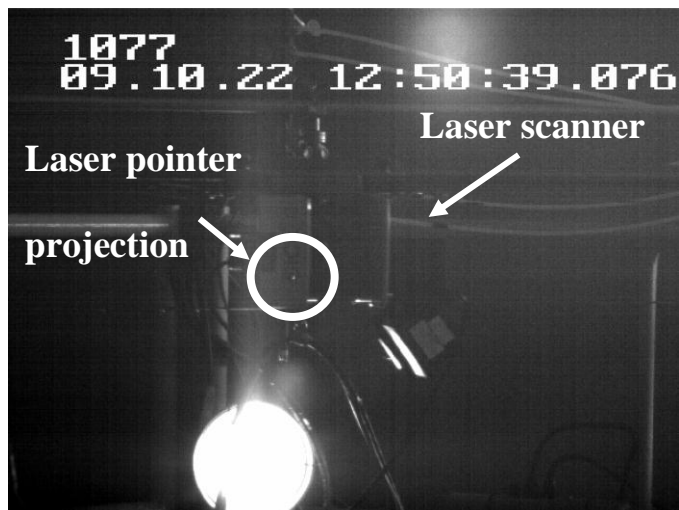 1077
09.10.22 12:50:39.076
Laser scanner
Laser pointer
projection